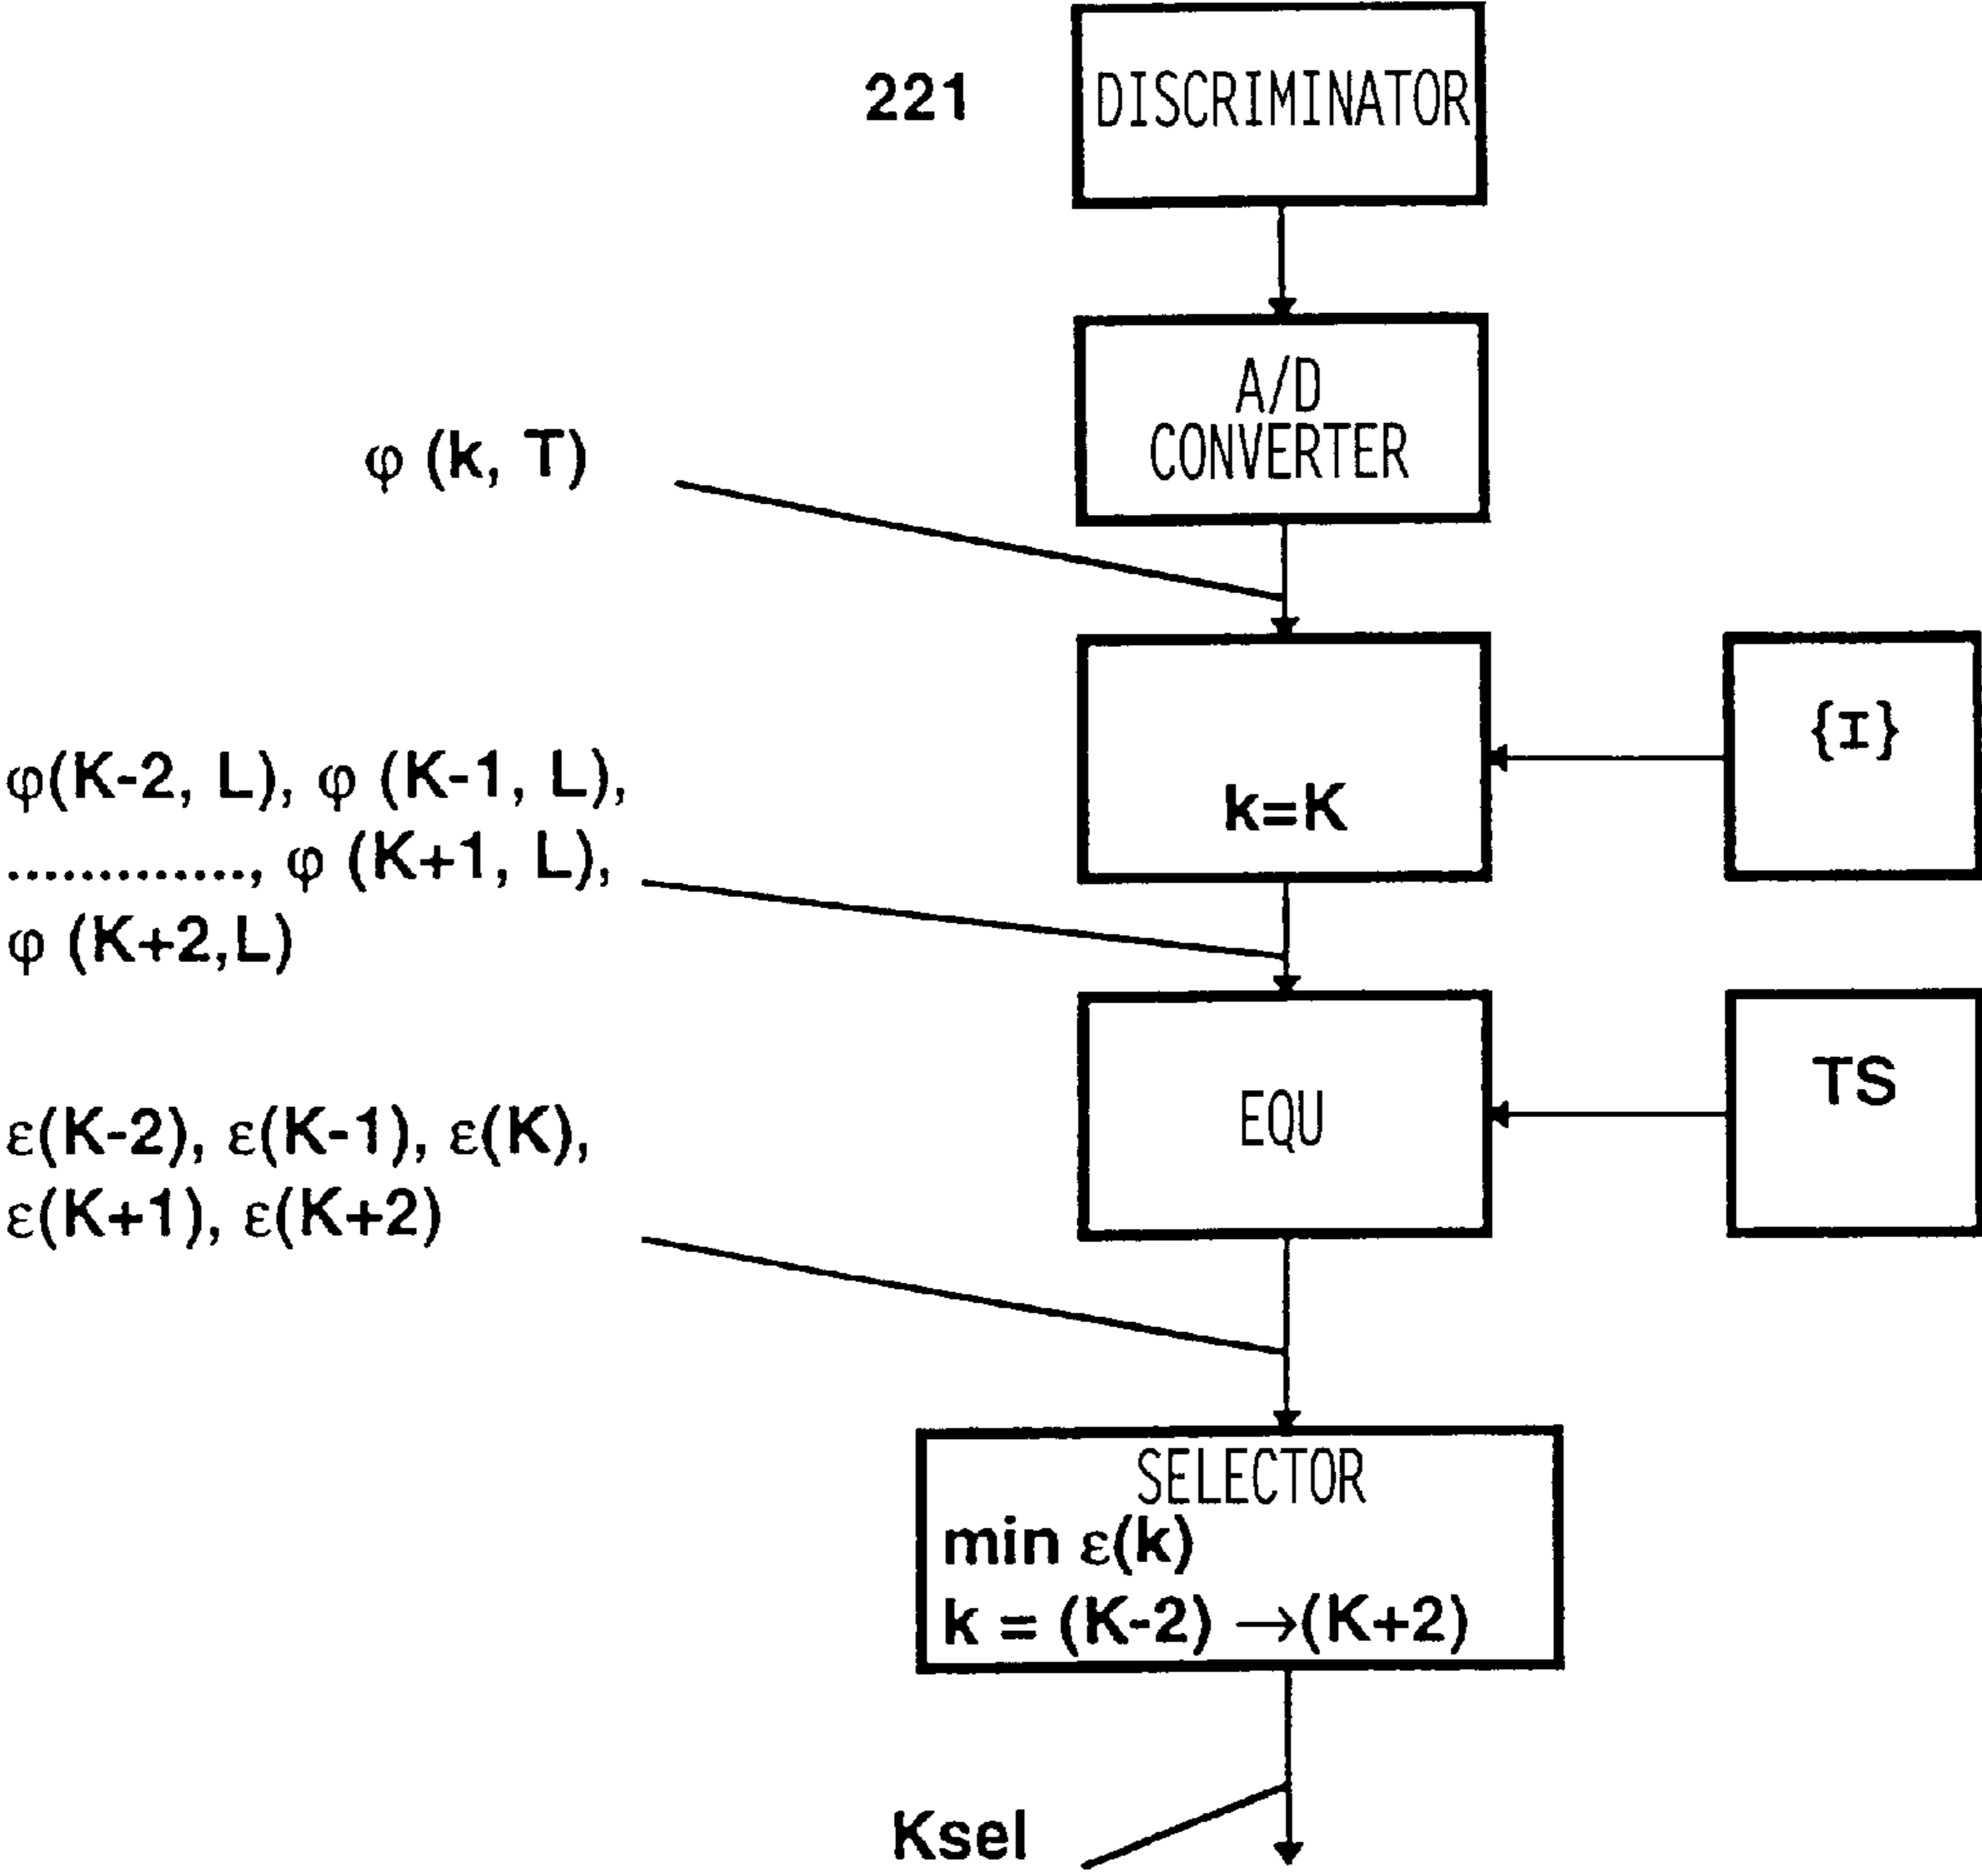 221
DISCRIMINATOR
A/D
CONVERTER
φ (k, T)
{I}
k=K
φ(K-2, L), φ (K-1, L),
............., φ (K+1, L),
φ (K+2,L)
TS
EQU
ε(K-2), ε(K-1), ε(K),
ε(K+1), ε(K+2)
SELECTOR
min ε(k)
k = (K-2) →(K+2)
Ksel